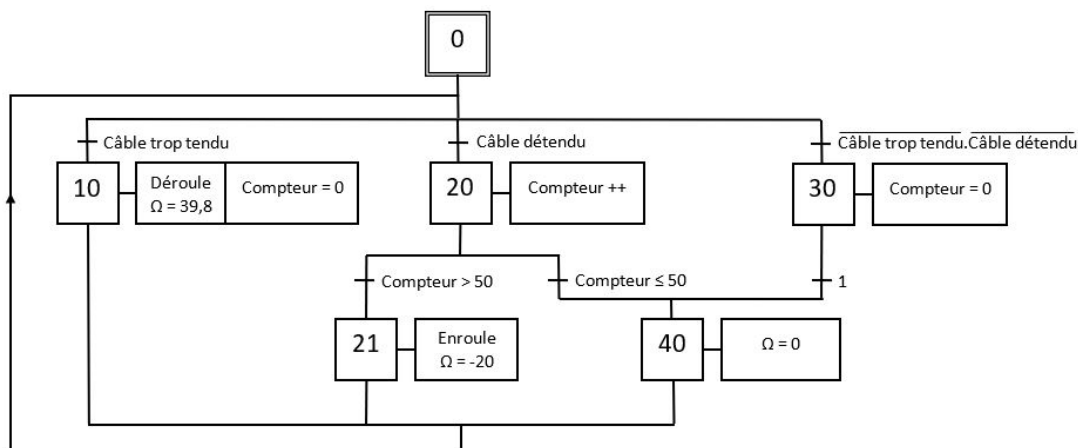 0
Câble trop tendu
Câble détendu
Câble trop tendu.Câble détendu
10
Déroule
Ω = 39,8
Compteur = 0
20
Compteur ++
30
Compteur = 0
Compteur > 50
Compteur ≤ 50
1
21
Enroule
Ω = -20
40
Ω = 0